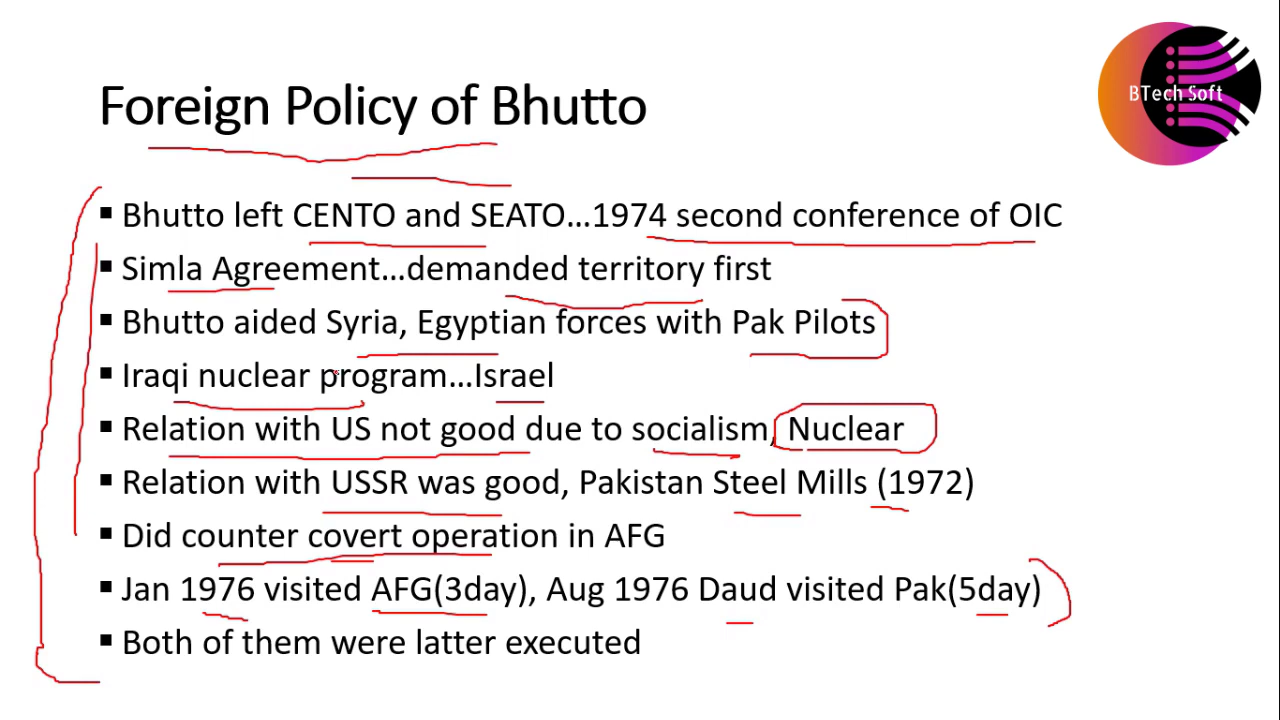 BTech Soft
Foreign Policy of Bhutto
▪ Bhutto left CENTO and SEATO...1974 second conference of OIC
▪ Simla Agreement...demanded territory first
▪ Bhutto aided Syria, Egyptian forces with Pak Pilots
▪ Iraqi nuclear program...Israel
▪ Relation with US not good due to socialism, Nuclear
▪ Relation with USSR was good, Pakistan Steel Mills (1972)
▪ Did counter covert operation in AFG
▪ Jan 1976 visited AFG(3day), Aug 1976 Daud visited Pak(5day)
▪ Both of them were latter executed